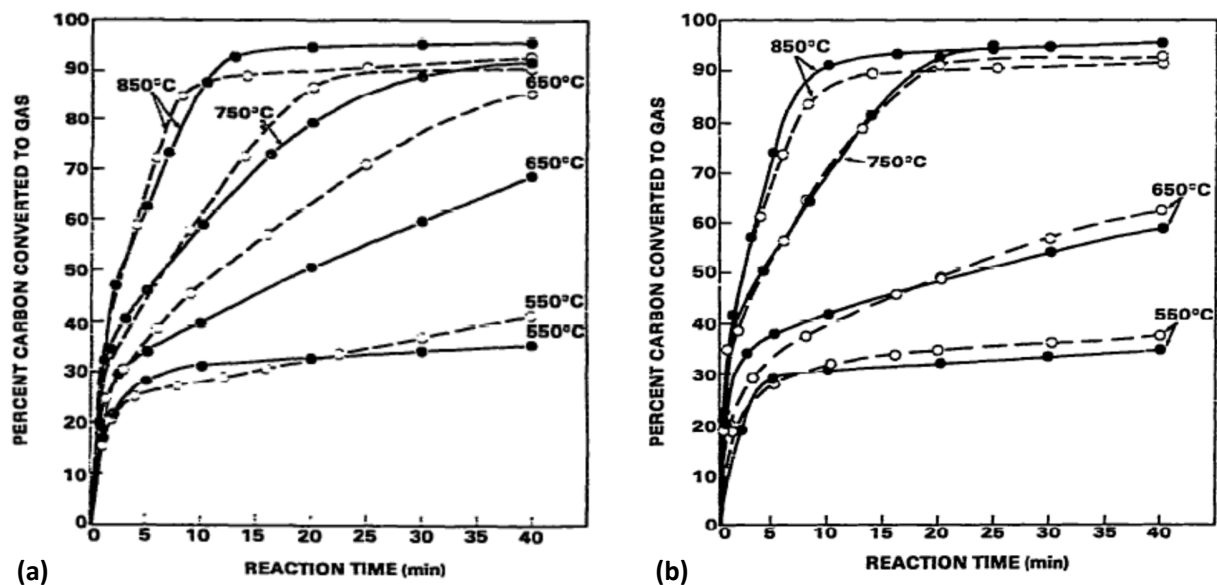 PERCENT CARBON CONVERTED TO GAS
100
90
80
70
60
50
40
30
20
10
0
850°C
750°C
650°C
650°C
550°C
550°C
0 5 10 15 20 25 30 35 40
REACTION TIME (min)
(a)
PERCENT CARBON CONVERTED TO GAS
100
90
80
70
60
50
40
30
20
10
0
850°C
750°C
650°C
550°C
0 5 10 15 20 25 30 35 40
REACTION TIME (min)
(b)